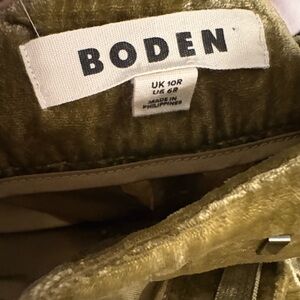 BODEN
UK 10R
US 6R
MADE IN
PHILIPPINES